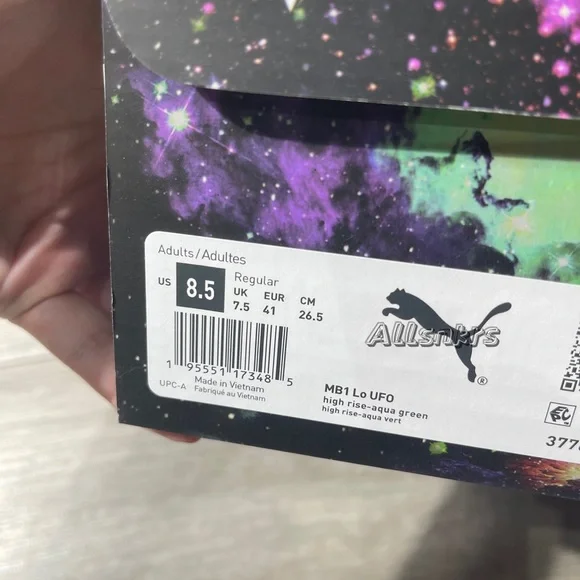 Adults/Adultes
US 8.5 Regular
UK EUR CM
7.5 41 26.5
1 95551 17348 5
UPC-A Made in Vietnam
Fabriqué au Vietnam
Allsnkrs
®
MB1 Lo UFO
high rise-aqua green
high rise-aqua vert